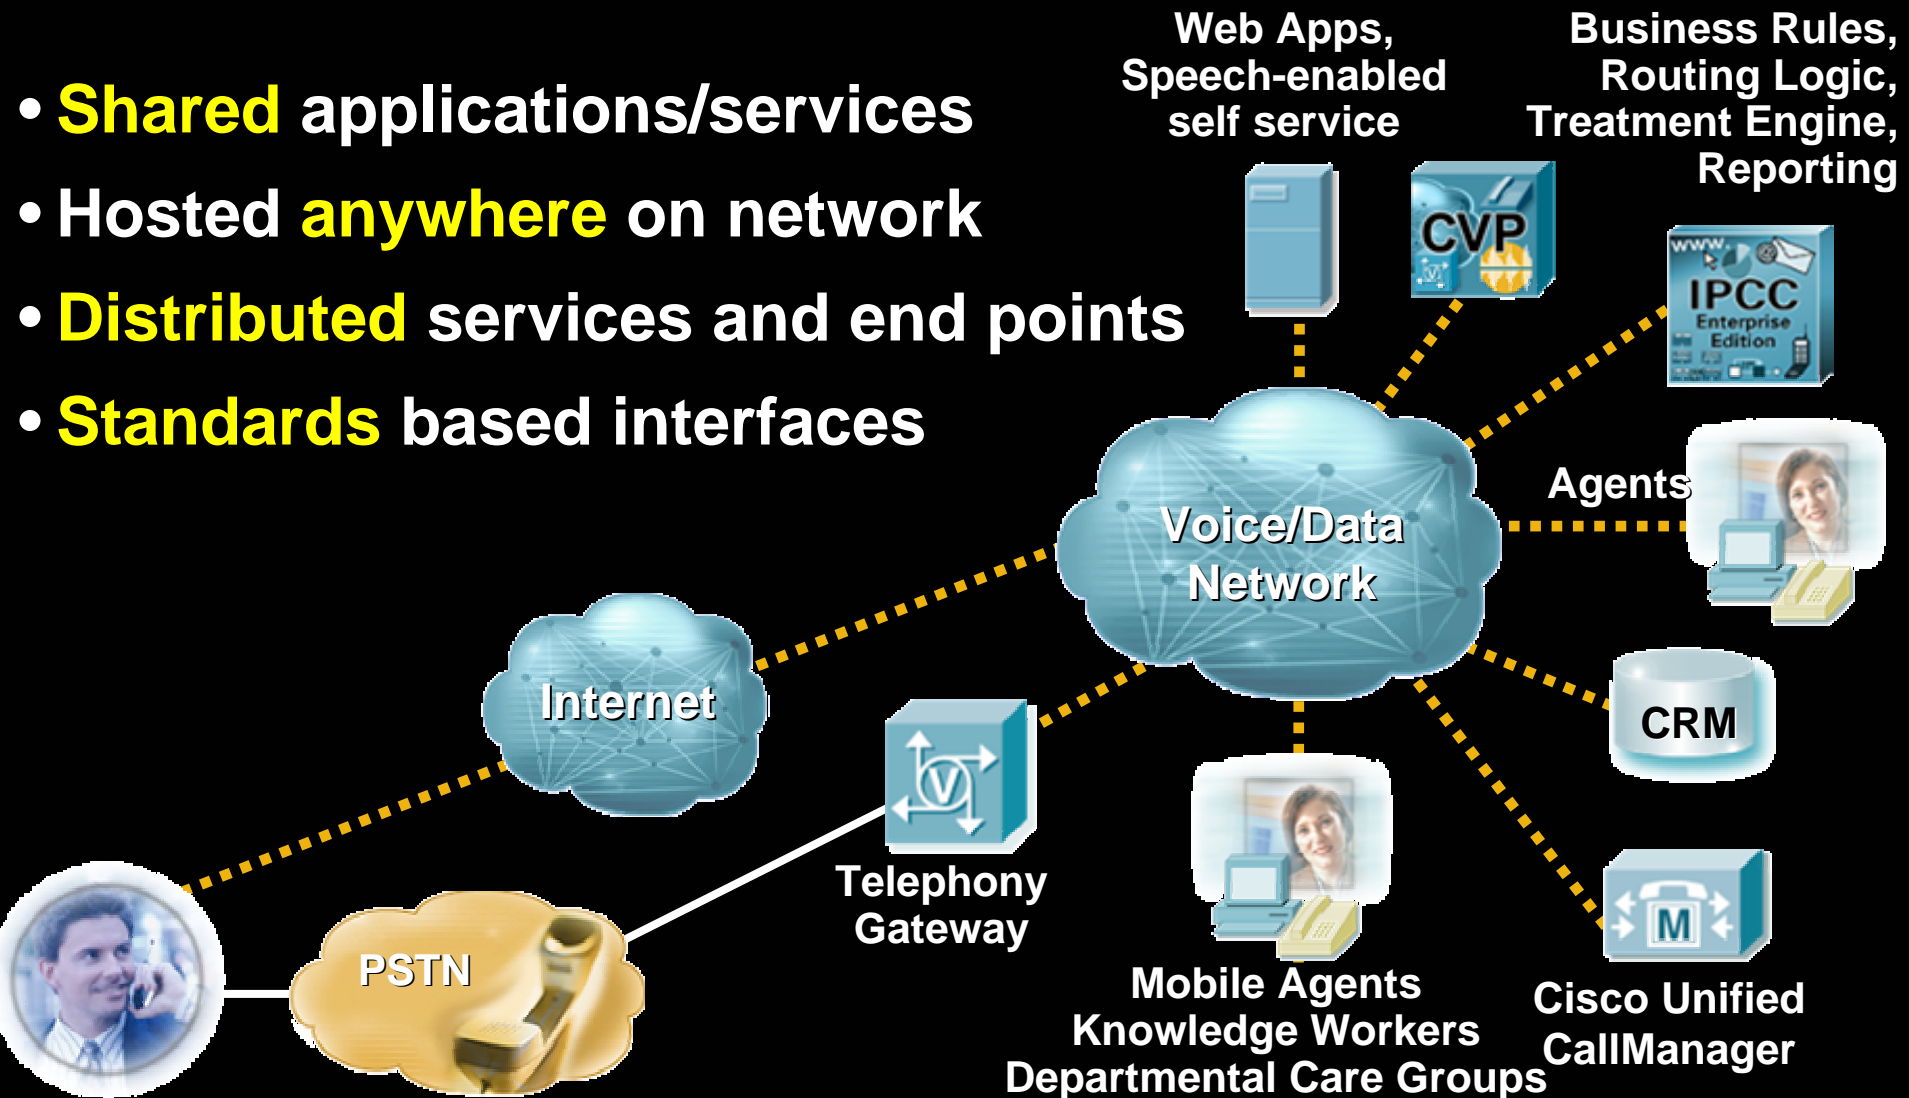 • Shared applications/services
• Hosted anywhere on network
• Distributed services and end points
• Standards based interfaces
Web Apps,
Speech-enabled
self service
Business Rules,
Routing Logic,
Treatment Engine,
Reporting
CVP
V
www.
IPCC
Enterprise
Edition
Agents
Voice/Data
Network
Internet
CRM
V
Telephony
Gateway
PSTN
M
Mobile Agents
Knowledge Workers
Departmental Care Groups
Cisco Unified
CallManager